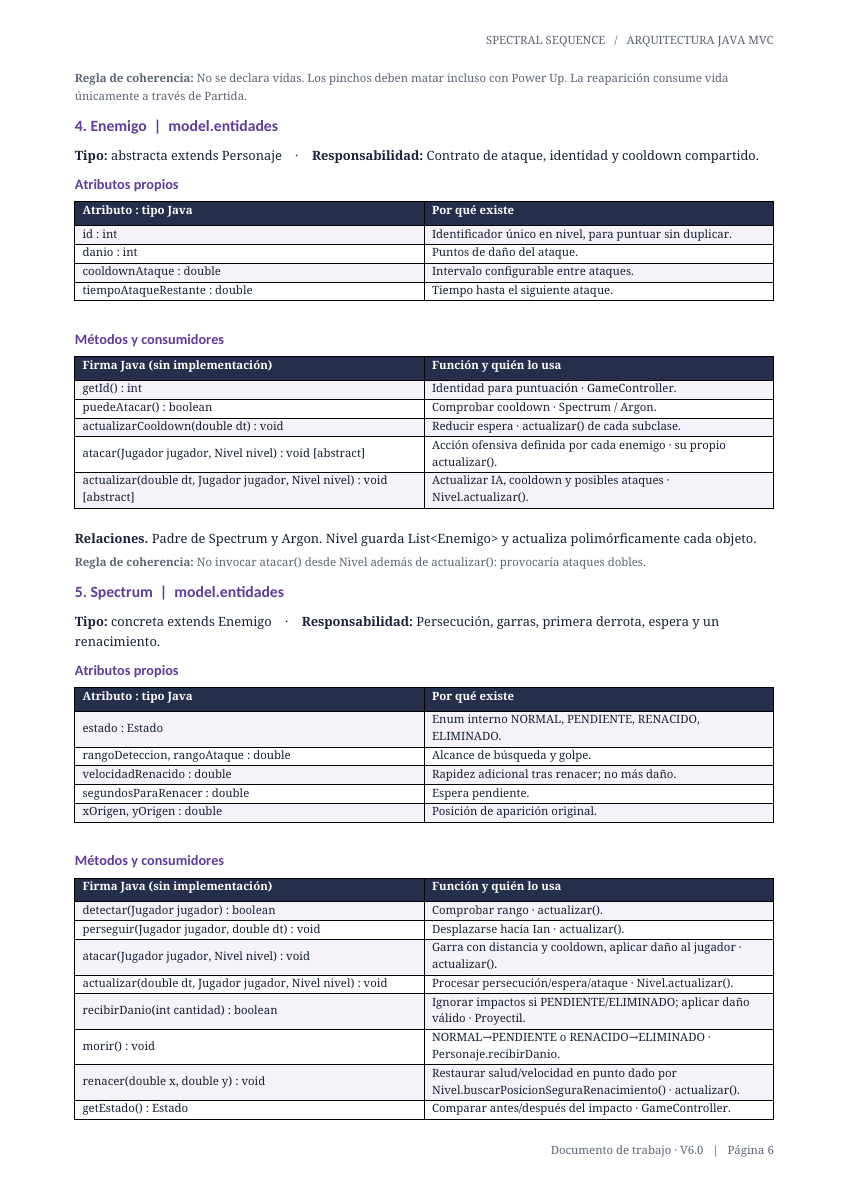 SPECTRAL SEQUENCE / ARQUITECTURA JAVA MVC
Regla de coherencia: No se declara vidas. Los pinchos deben matar incluso con Power Up. La reaparición consume vida
únicamente a través de Partida.
4. Enemigo | model.entidades
Tipo: abstracta extends Personaje · Responsabilidad: Contrato de ataque, identidad y cooldown compartido.
Atributos propios
Atributo : tipo Java Por qué existe
id : int Identificador único en nivel, para puntuar sin duplicar.
danio : int Puntos de daño del ataque.
cooldownAtaque : double Intervalo configurable entre ataques.
tiempoAtaqueRestante : double Tiempo hasta el siguiente ataque.
Métodos y consumidores
Firma Java (sin implementación) Función y quién lo usa
getId() : int Identidad para puntuación · GameController.
puedeAtacar() : boolean Comprobar cooldown · Spectrum / Argon.
actualizarCooldown(double dt) : void Reducir espera · actualizar() de cada subclase.
atacar(Jugador jugador, Nivel nivel) : void [abstract] Acción ofensiva definida por cada enemigo · su propio
actualizar().
actualizar(double dt, Jugador jugador, Nivel nivel) : void Actualizar IA, cooldown y posibles ataques ·
[abstract] Nivel.actualizar().
Relaciones. Padre de Spectrum y Argon. Nivel guarda List<Enemigo> y actualiza polimórficamente cada objeto.
Regla de coherencia: No invocar atacar() desde Nivel además de actualizar(): provocaría ataques dobles.
5. Spectrum | model.entidades
Tipo: concreta extends Enemigo · Responsabilidad: Persecución, garras, primera derrota, espera y un
renacimiento.
Atributos propios
Atributo : tipo Java Por qué existe
estado : Estado Enum interno NORMAL, PENDIENTE, RENACIDO,
ELIMINADO.
rangoDeteccion, rangoAtaque : double Alcance de búsqueda y golpe.
velocidadRenacido : double Rapidez adicional tras renacer; no más daño.
segundosParaRenacer : double Espera pendiente.
xOrigen, yOrigen : double Posición de aparición original.
Métodos y consumidores
Firma Java (sin implementación) Función y quién lo usa
detectar(Jugador jugador) : boolean Comprobar rango · actualizar().
perseguir(Jugador jugador, double dt) : void Desplazarse hacia Ian · actualizar().
atacar(Jugador jugador, Nivel nivel) : void Garra con distancia y cooldown, aplicar daño al jugador ·
actualizar().
actualizar(double dt, Jugador jugador, Nivel nivel) : void Procesar persecución/espera/ataque · Nivel.actualizar().
recibirDanio(int cantidad) : boolean Ignorar impactos si PENDIENTE/ELIMINADO; aplicar daño
válido · Proyectil.
morir() : void NORMAL→PENDIENTE o RENACIDO→ELIMINADO ·
Personaje.recibirDanio.
renacer(double x, double y) : void Restaurar salud/velocidad en punto dado por
Nivel.buscarPosicionSeguraRenacimiento() · actualizar().
getEstado() : Estado Comparar antes/después del impacto · GameController.
Documento de trabajo · V6.0 | Página 6